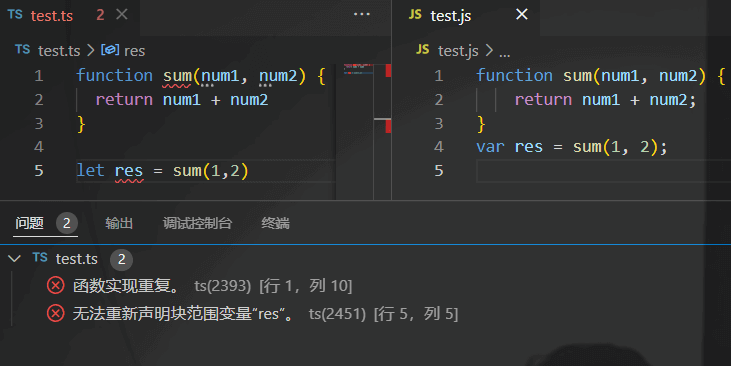 TS test.ts 2 ··· JS test.js
TS test.ts > res
JS test.js > ...
1 function sum(num1, num2) {
2 return num1 + num2
3 }
4
5 let res = sum(1,2)
1 function sum(num1, num2) {
2 return num1 + num2;
3 }
4 var res = sum(1, 2);
5
问题 2 输出 调试控制台 终端
TS test.ts 2
函数实现重复。 ts(2393) [行 1，列 10]
无法重新声明块范围变量“res”。 ts(2451) [行 5，列 5]